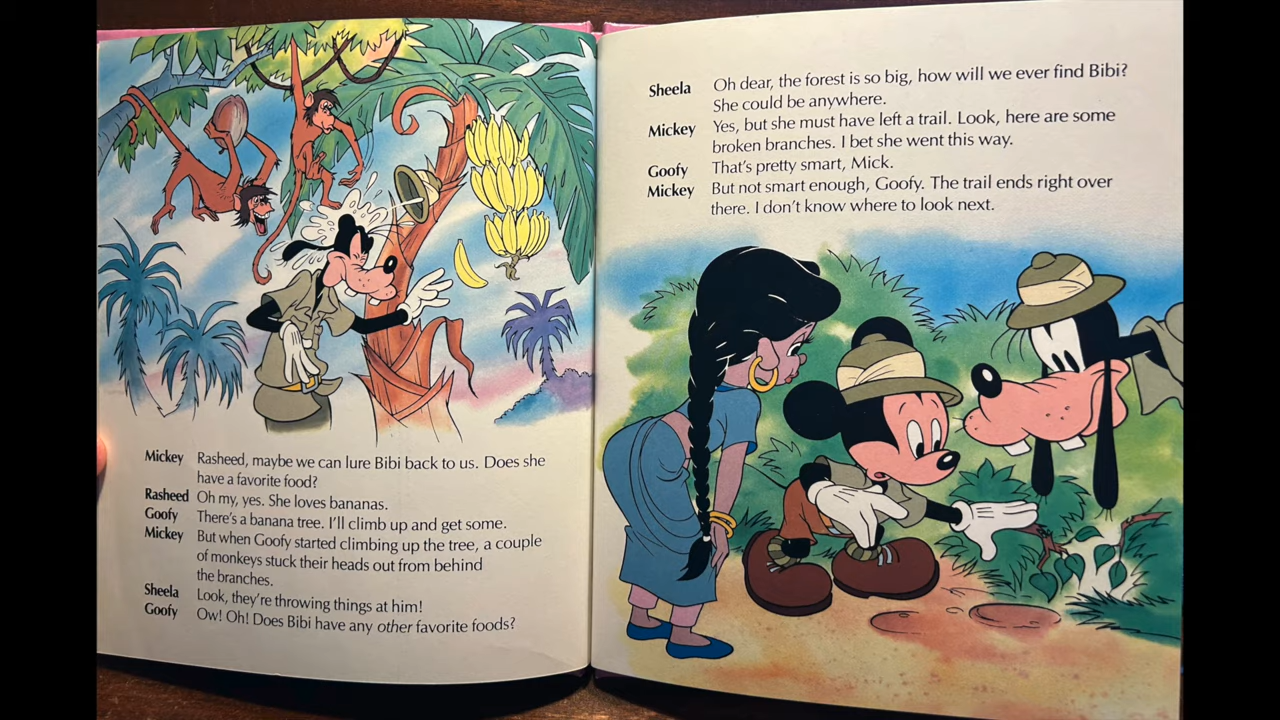 Mickey Rasheed, maybe we can lure Bibi back to us. Does she
have a favorite food?
Rasheed Oh my, yes. She loves bananas.
Goofy There's a banana tree. I'll climb up and get some.
Mickey But when Goofy started climbing up the tree, a couple
of monkeys stuck their heads out from behind
the branches.
Sheela Look, they're throwing things at him!
Goofy Ow! Oh! Does Bibi have any other favorite foods?
Sheela Oh dear, the forest is so big, how will we ever find Bibi?
She could be anywhere.
Mickey Yes, but she must have left a trail. Look, here are some
broken branches. I bet she went this way.
Goofy That's pretty smart, Mick.
Mickey But not smart enough, Goofy. The trail ends right over
there. I don't know where to look next.